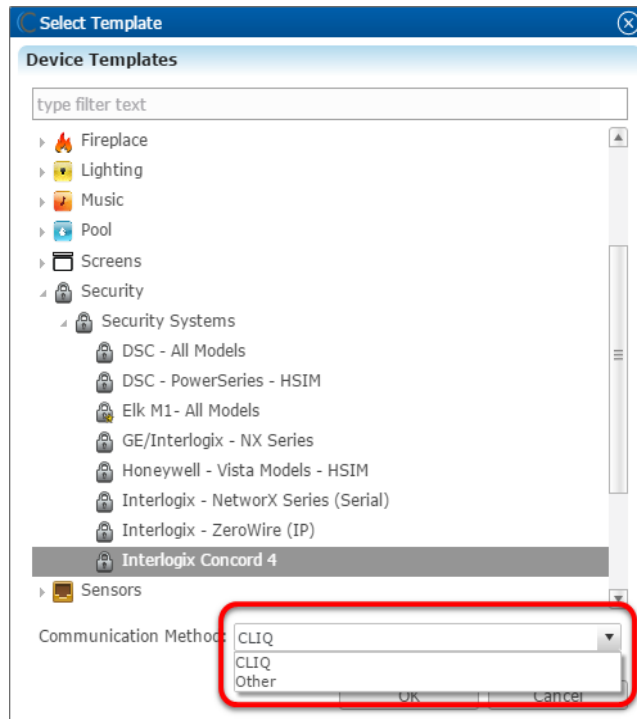 Select Template
Device Templates
type filter text
Fireplace
Lighting
Music
Pool
Screens
Security
Security Systems
DSC - All Models
DSC - PowerSeries - HSIM
Elk M1- All Models
GE/Interlogix - NX Series
Honeywell - Vista Models - HSIM
Interlogix - NetworX Series (Serial)
Interlogix - ZeroWire (IP)
Interlogix Concord 4
Sensors
Communication Method: CLIQ
CLIQ
Other
OK Cancel